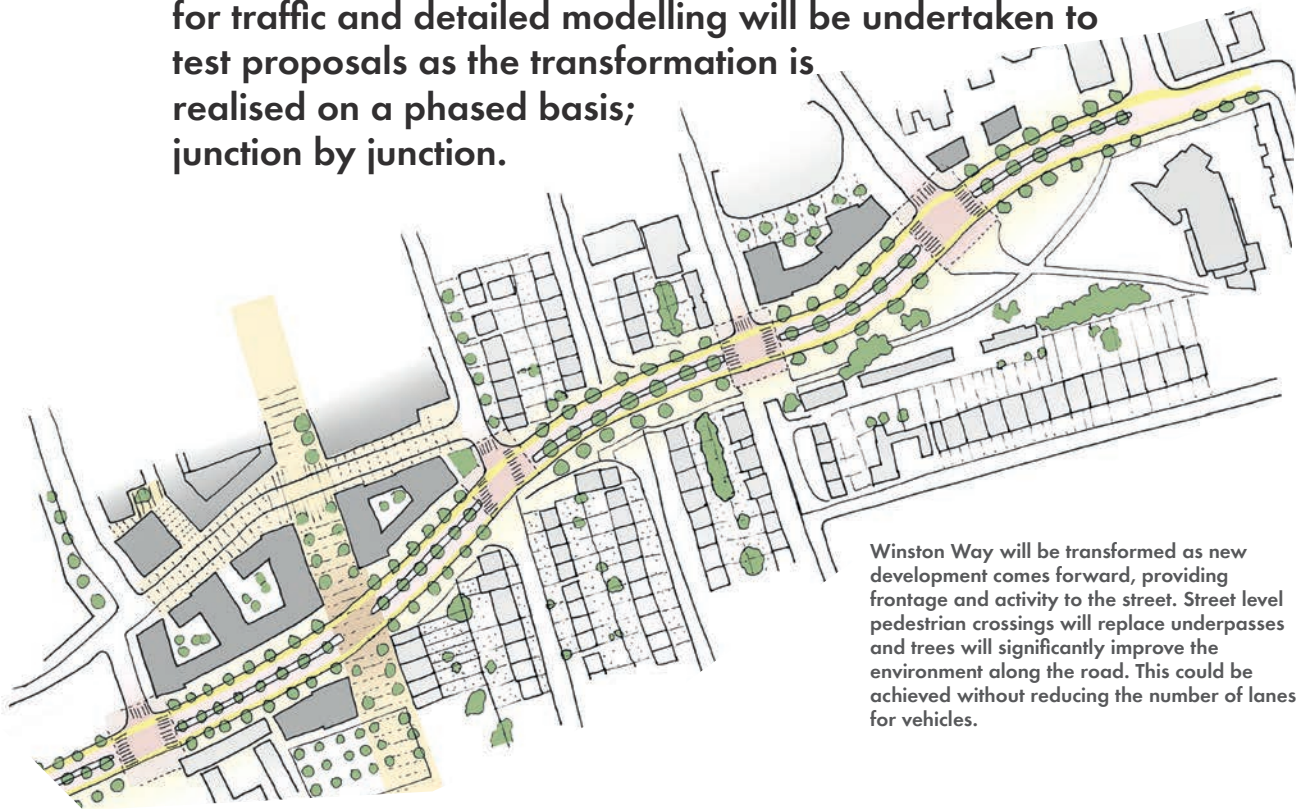 for traffic and detailed modelling will be undertaken to
test proposals as the transformation is
realised on a phased basis;
junction by junction.
Winston Way will be transformed as new
development comes forward, providing
frontage and activity to the street. Street level
pedestrian crossings will replace underpasses
and trees will significantly improve the
environment along the road. This could be
achieved without reducing the number of lanes
for vehicles.